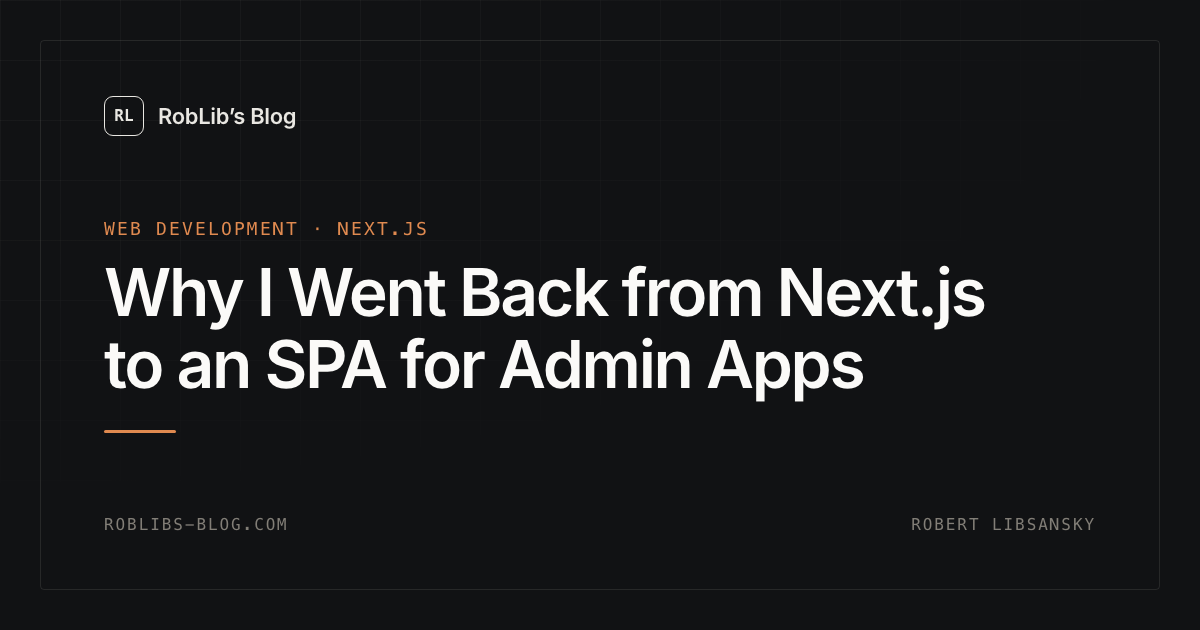 RL
RobLib’s Blog
WEB DEVELOPMENT · NEXT.JS
Why I Went Back from Next.js
to an SPA for Admin Apps
ROBLIBS-BLOG.COM
ROBERT LIBSANSKY